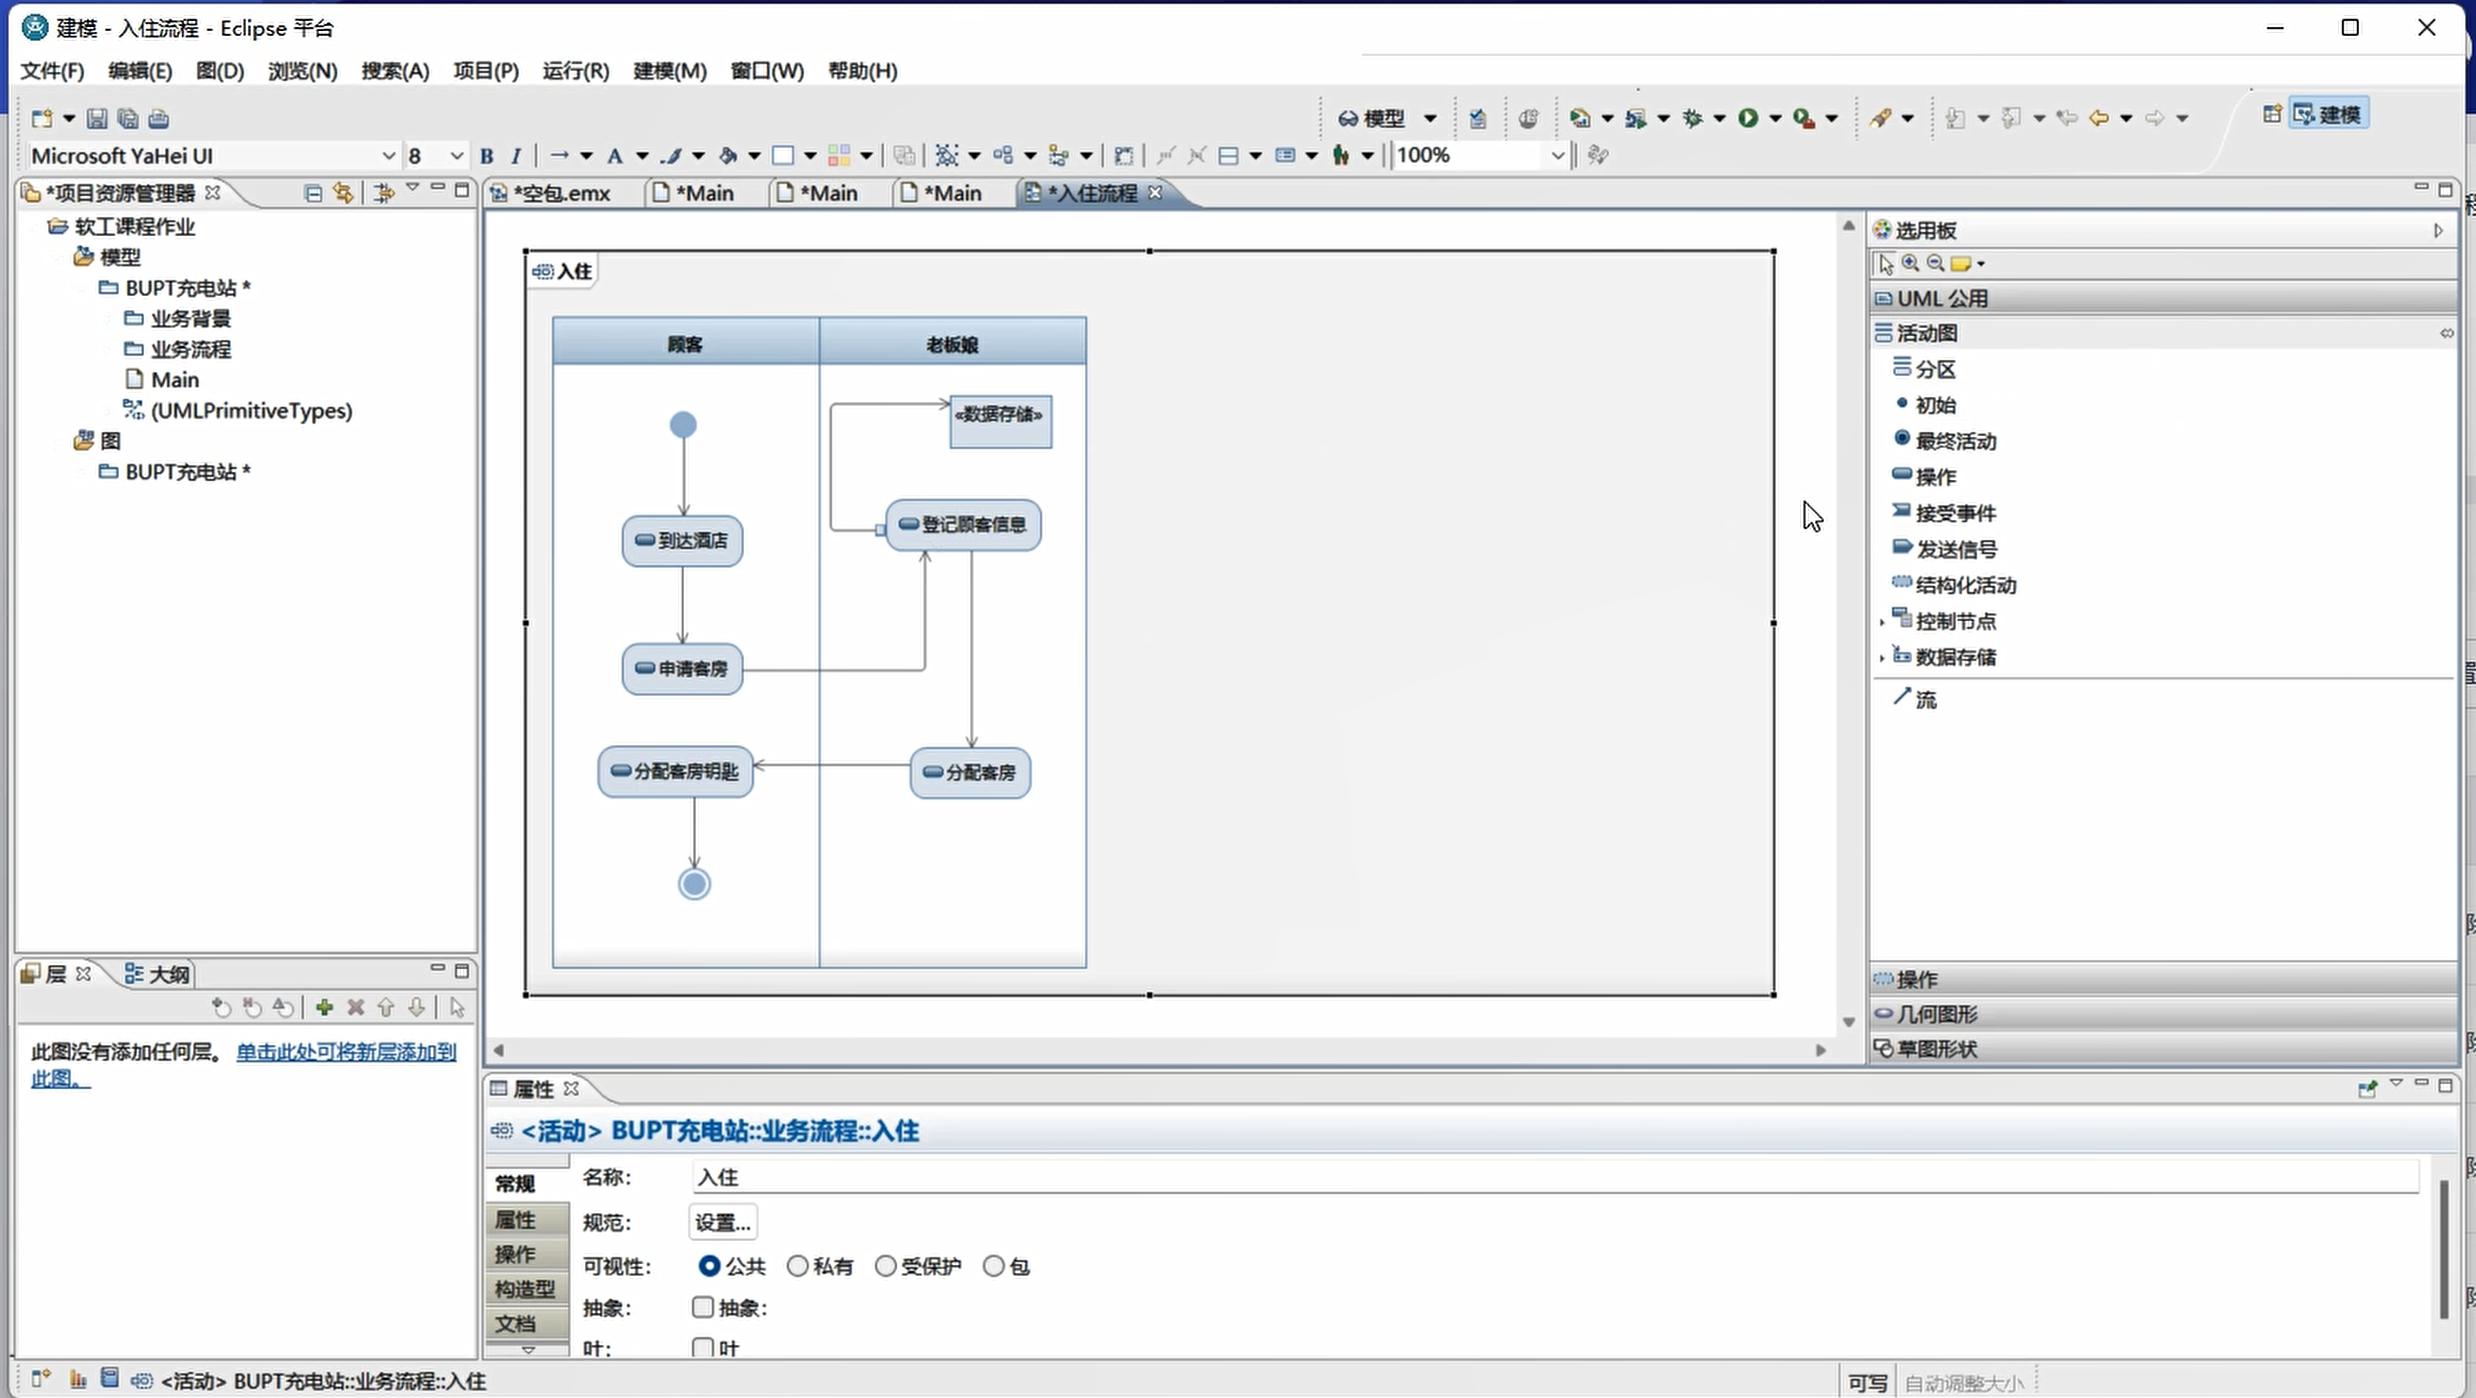 建模 - 入住流程 - Eclipse 平台
文件(F) 编辑(E) 图(D) 浏览(N) 搜索(A) 项目(P) 运行(R) 建模(M) 窗口(W) 帮助(H)
模型
建模
Microsoft YaHei UI 8 B I A 100%
*项目资源管理器
*空包.emx *Main *Main *Main *入住流程
软工课程作业
模型
BUPT充电站 *
业务背景
业务流程
Main
(UMLPrimitiveTypes)
图
BUPT充电站 *
入住
顾客 老板娘
«数据存储»
登记顾客信息
到达酒店
申请客房
分配客房钥匙
分配客房
选用板
UML 公用
活动图
分区
初始
最终活动
操作
接受事件
发送信号
结构化活动
控制节点
数据存储
流
操作
几何图形
草图形状
层 大纲
此图没有添加任何层。 单击此处可将新层添加到
此图。
属性
<活动> BUPT充电站::业务流程::入住
常规
属性
操作
构造型
文档
名称: 入住
规范: 设置...
可视性: 公共 私有 受保护 包
抽象: 抽象:
叶: 叶
<活动> BUPT充电站::业务流程::入住
可写 自动调整大小